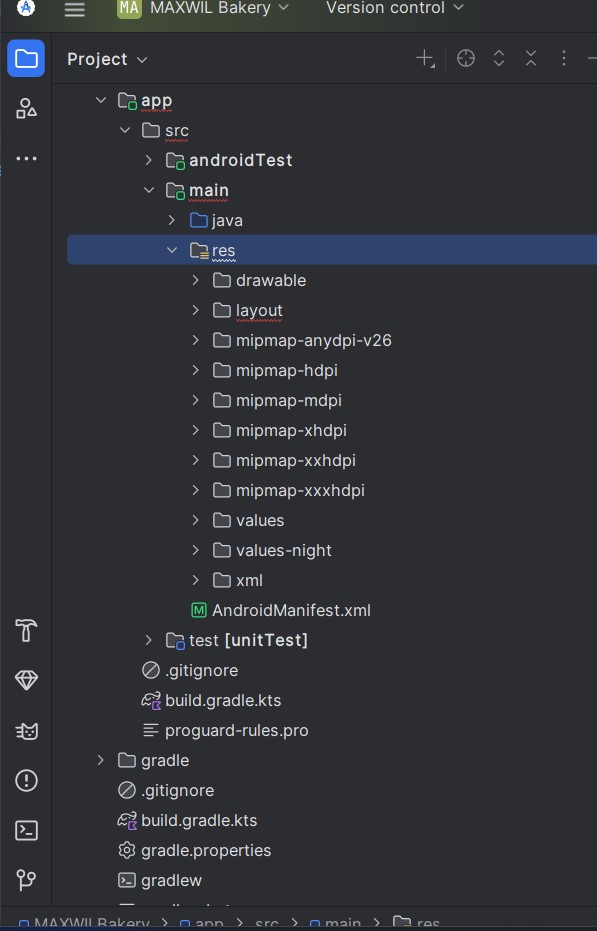 MA MAXWIL Bakery Version control
Project
app
src
androidTest
main
java
res
drawable
layout
mipmap-anydpi-v26
mipmap-hdpi
mipmap-mdpi
mipmap-xhdpi
mipmap-xxhdpi
mipmap-xxxhdpi
values
values-night
xml
M AndroidManifest.xml
test [unitTest]
.gitignore
build.gradle.kts
proguard-rules.pro
gradle
.gitignore
build.gradle.kts
gradle.properties
gradlew
MAXWILBakery > app > src > main > res